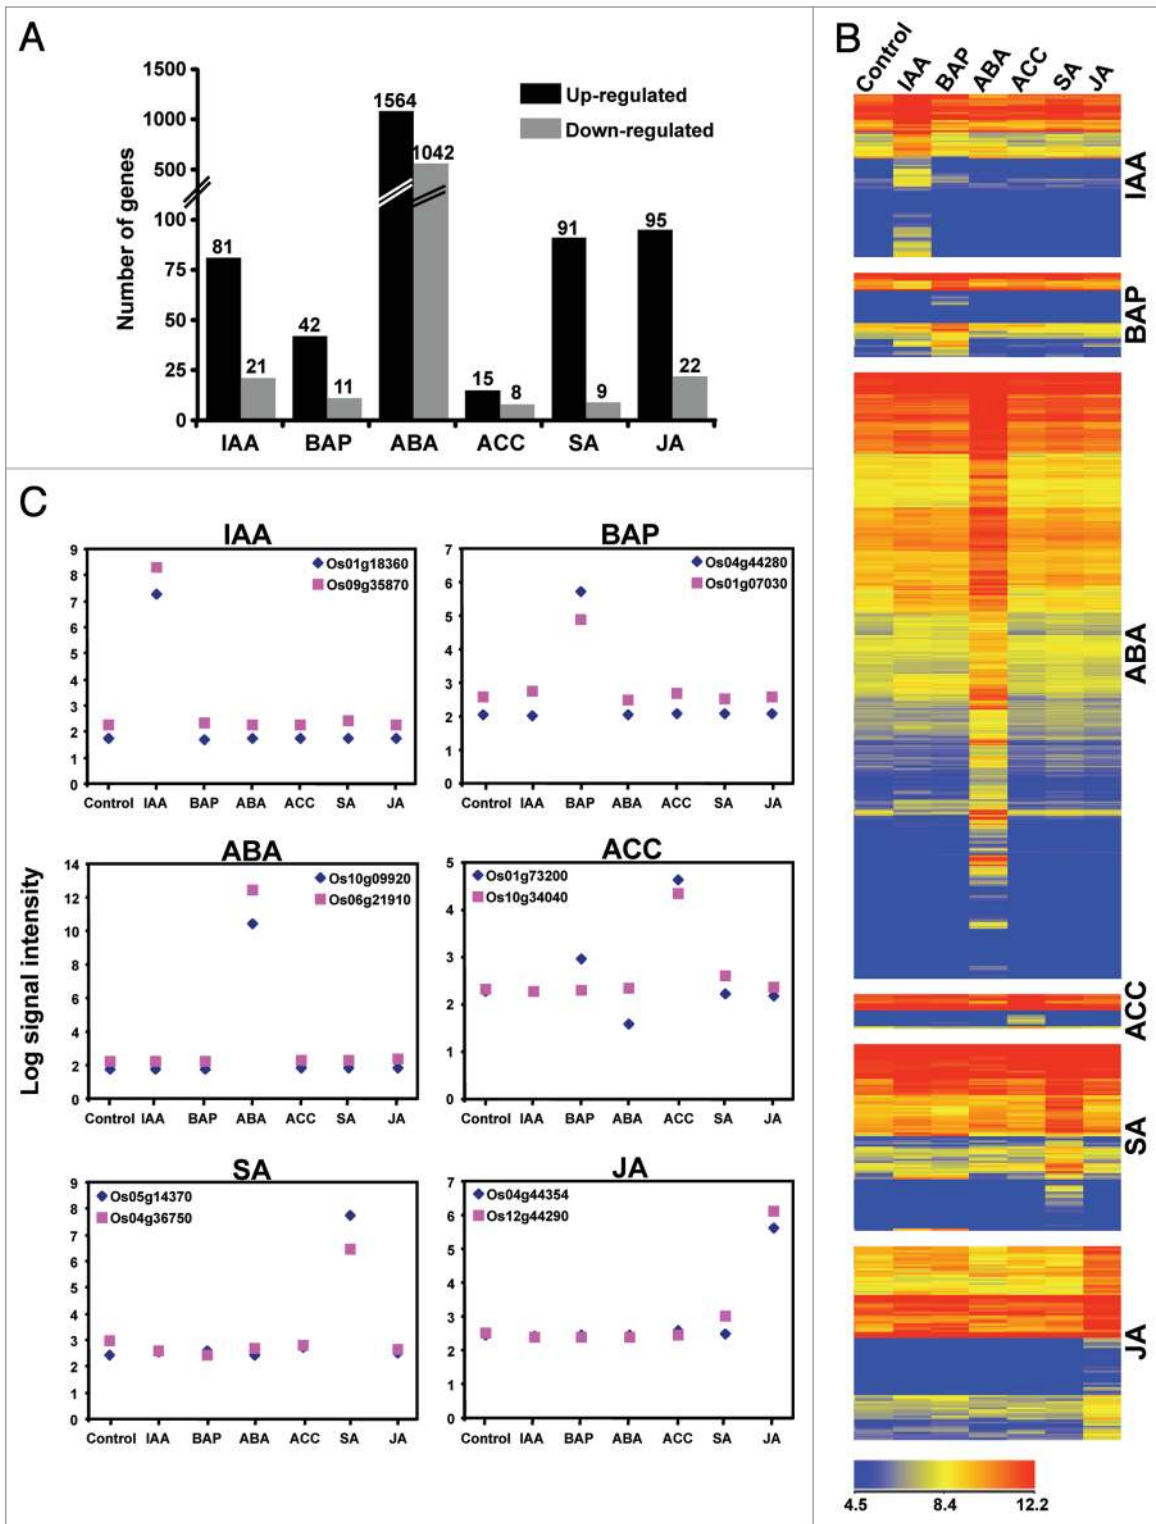 A
1500
1000
500
100
75
50
25
0
Number of genes
Up-regulated
Down-regulated
1564
1042
81
21
42
11
15
8
91
9
95
22
IAA BAP ABA ACC SA JA
B
Control IAA BAP ABA ACC SA JA
IAA
BAP
ABA
ACC
SA
JA
4.5 8.4 12.2
C
Log signal intensity
IAA
9
8
7
6
5
4
3
2
1
0
Os01g18360
Os09g35870
Control IAA BAP ABA ACC SA JA
BAP
7
6
5
4
3
2
1
0
Os04g44280
Os01g07030
Control IAA BAP ABA ACC SA JA
ABA
14
12
10
8
6
4
2
0
Os10g09920
Os06g21910
Control IAA BAP ABA ACC SA JA
ACC
5
4
3
2
1
0
Os01g73200
Os10g34040
Control IAA BAP ABA ACC SA JA
SA
9
8
7
6
5
4
3
2
1
0
Os05g14370
Os04g36750
Control IAA BAP ABA ACC SA JA
JA
7
6
5
4
3
2
1
0
Os04g44354
Os12g44290
Control IAA BAP ABA ACC SA JA